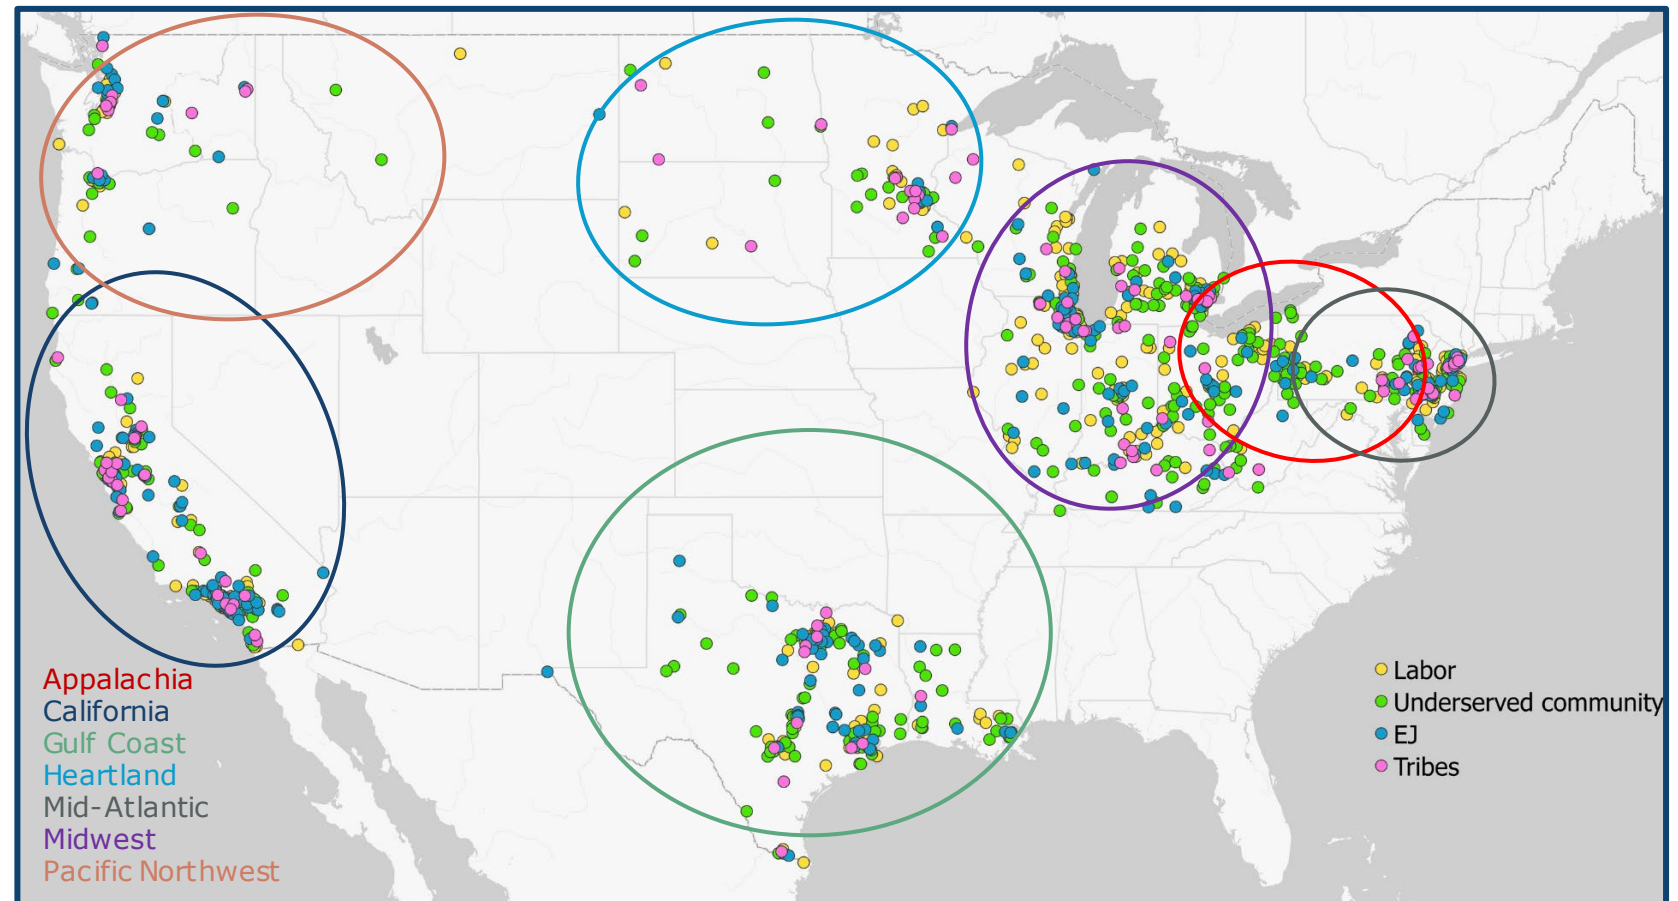 Appalachia
California
Gulf Coast
Heartland
Mid-Atlantic
Midwest
Pacific Northwest
Labor
Underserved community
EJ
Tribes